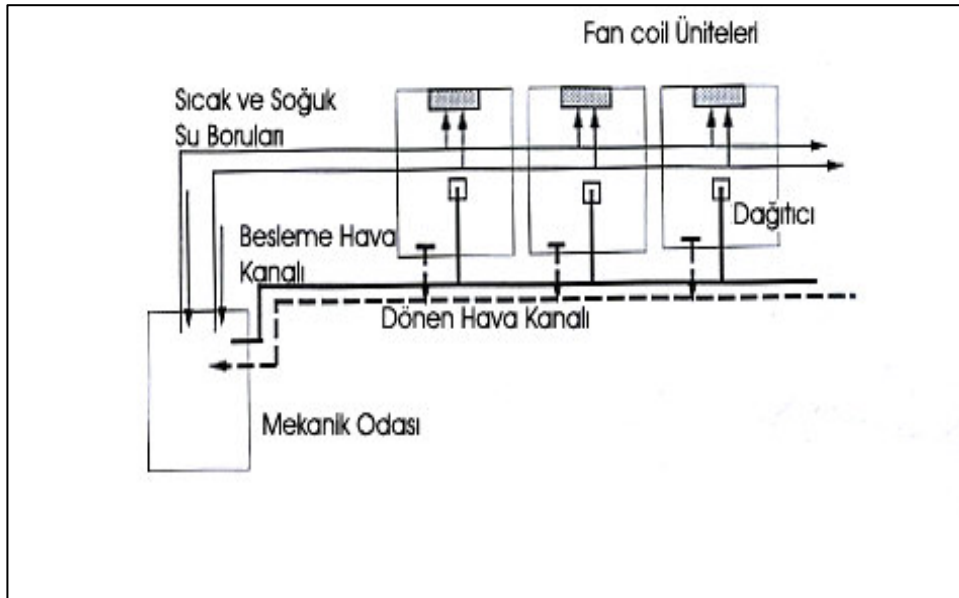 Fan coil Üniteleri
Sıcak ve Soğuk
Su Boruları
Dağıtıcı
Besleme Hava
Kanalı
Dönen Hava Kanalı
Mekanik Odası